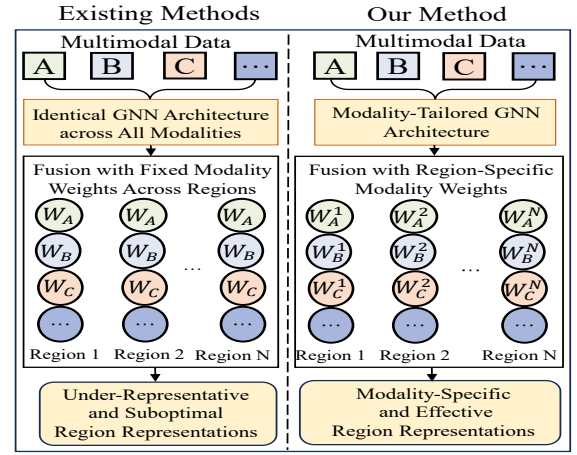 Existing Methods
Multimodal Data
A B C ...
Identical GNN Architecture
across All Modalities
Fusion with Fixed Modality
Weights Across Regions
W_A W_A W_A
W_B W_B ... W_B
W_C W_C W_C
... ... ...
Region 1 Region 2 Region N
Under-Representative
and Suboptimal
Region Representations
Our Method
Multimodal Data
A B C ...
Modality-Tailored GNN
Architecture
Fusion with Region-Specific
Modality Weights
W_A^1 W_A^2 W_A^N
W_B^1 W_B^2 ... W_B^N
W_C^1 W_C^2 W_C^N
... ... ...
Region 1 Region 2 Region N
Modality-Specific
and Effective
Region Representations